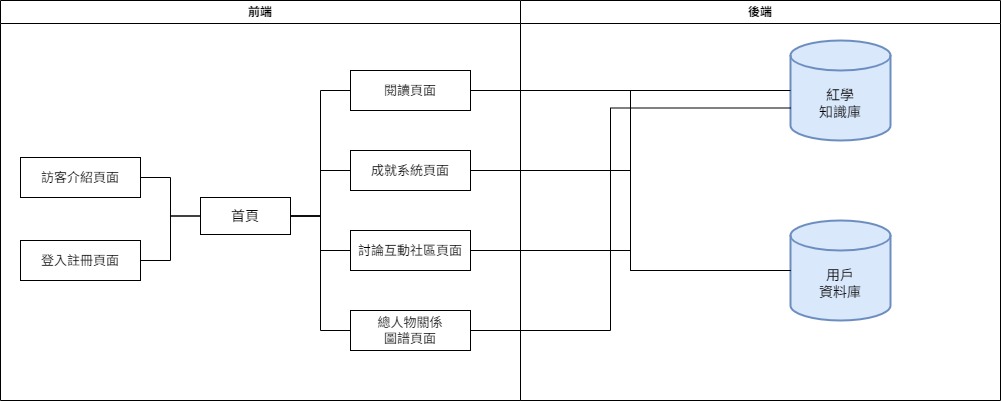 前端
後端
閱讀頁面
紅學
知識庫
訪客介紹頁面
成就系統頁面
首頁
登入註冊頁面
討論互動社區頁面
用戶
資料庫
總人物關係
圖譜頁面